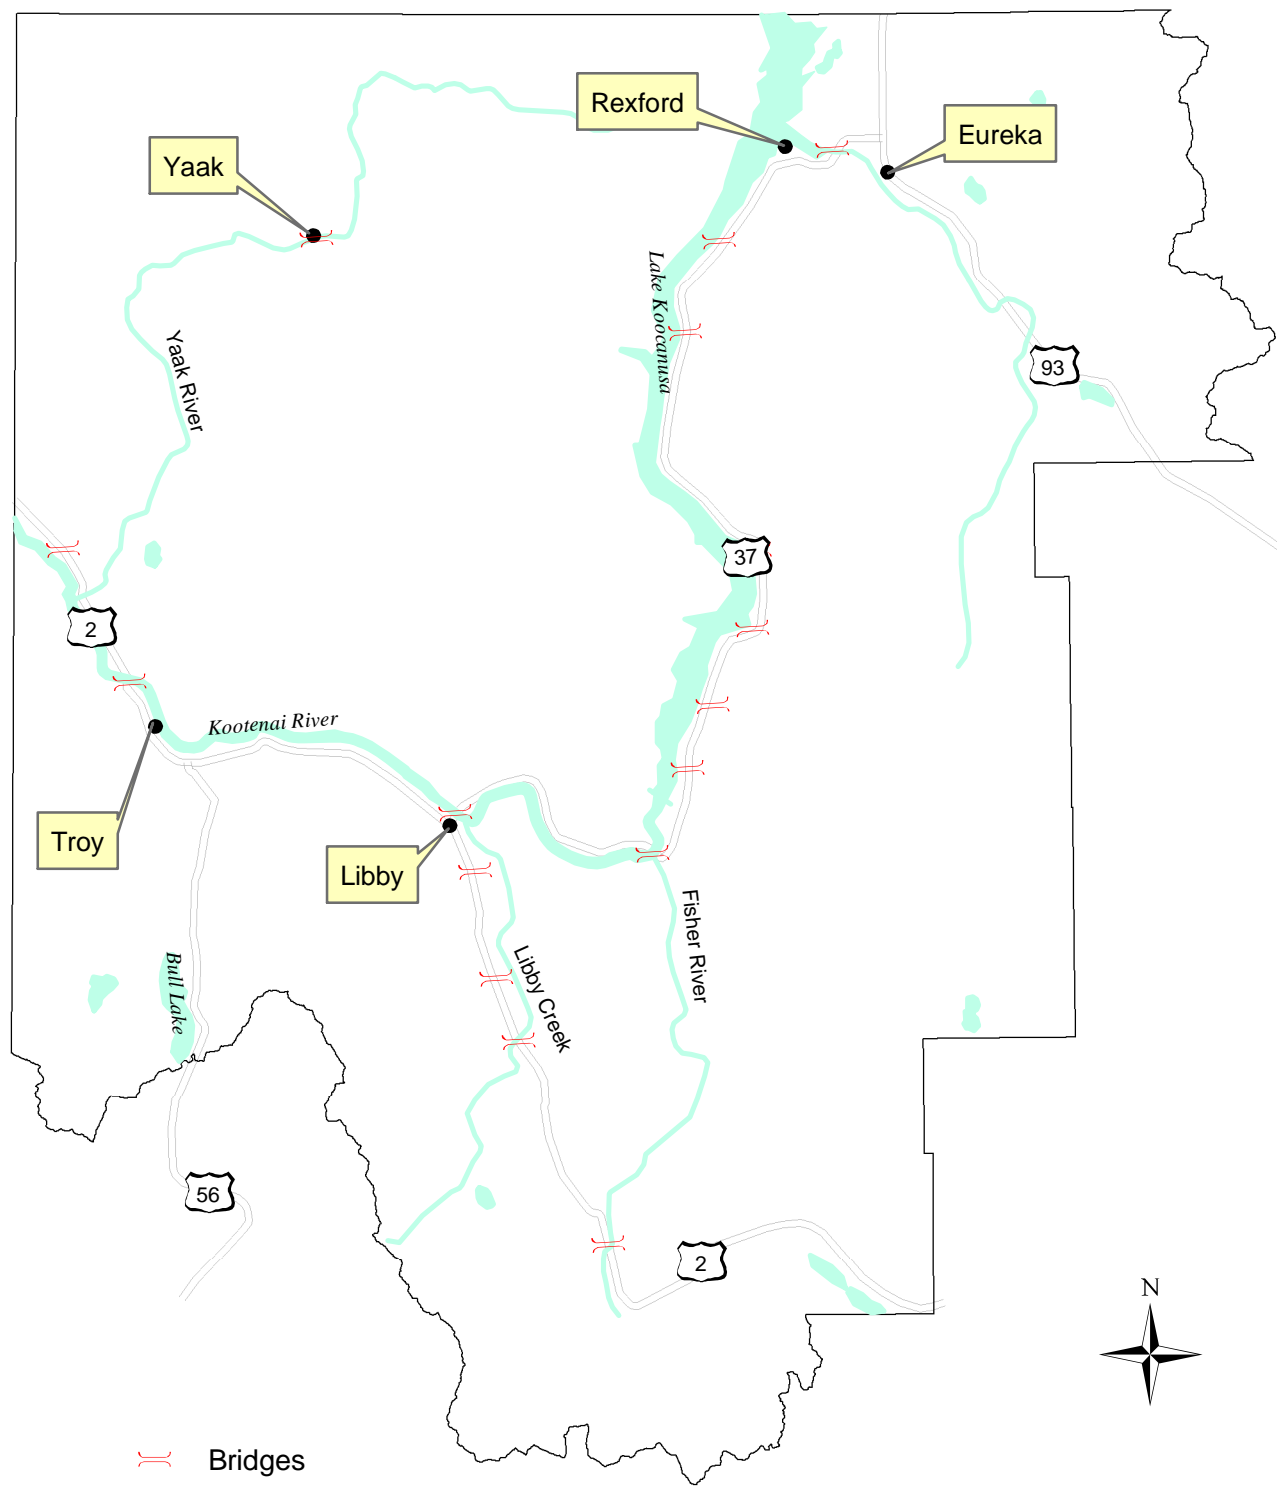 Rexford
Eureka
Yaak
Lake Koocanusa
Yaak River
93
37
2
Kootenai River
Troy
Libby
Fisher River
Libby Creek
Bull Lake
56
2
N
Bridges